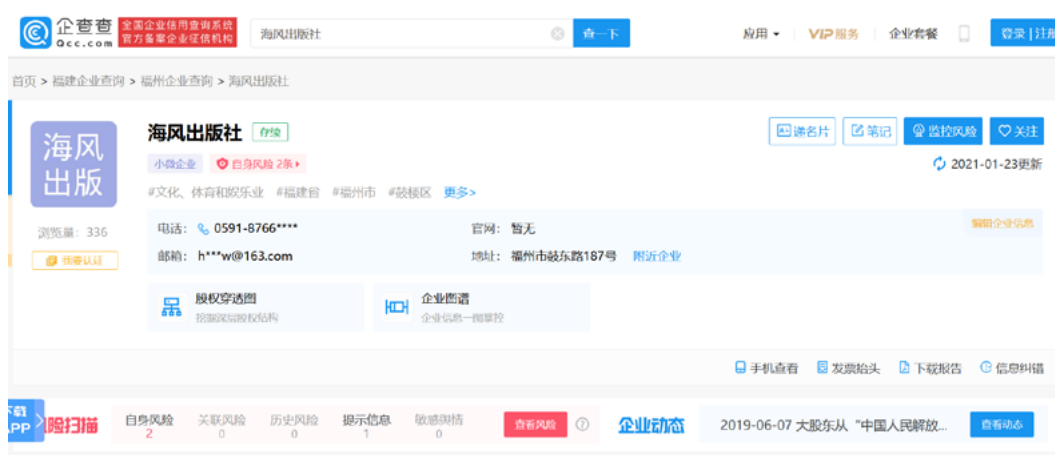 企查查 全国企业信用查询系统
Qcc.com 官方备案企业征信机构
海风出版社 查一下 应用 VIP服务 企业套餐 登录 | 注册
首页 > 福建企业查询 > 福州企业查询 > 海风出版社
海风
出版
海风出版社 存续
递名片 笔记 监控风险 关注
小微企业 自身风险 2条
2021-01-23更新
#文化、体育和娱乐业 #福建省 #福州市 #鼓楼区 更多>
浏览量: 336
我要认证
电话: 0591-8766**** 官网: 暂无 编辑企业信息
邮箱: h***w@163.com 地址: 福州市鼓东路187号 附近企业
股权穿透图 企业图谱
挖掘深层股权结构 企业信息一图掌控
手机查看 发票抬头 下载报告 信息纠错
下载
APP
险扫描 自身风险 2 关联风险 0 历史风险 0 提示信息 1 敏感舆情 0 查看风险 企业动态 2019-06-07 大股东从 “中国人民解放... 查看动态